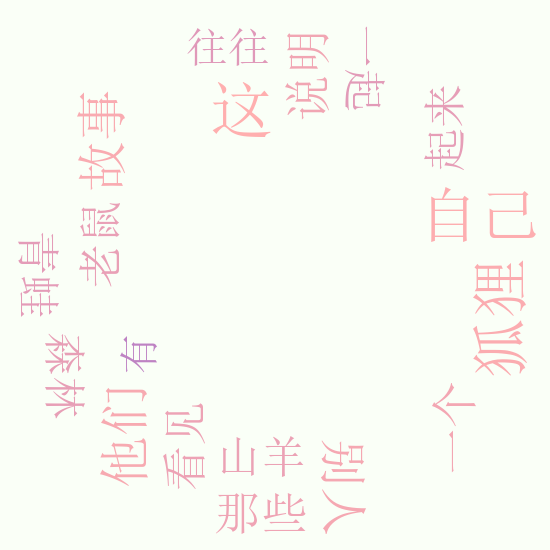 往往
说明
一起
这
起来
故事
自己
老鼠
青蛙
狐狸
森林
有
他们
看见
一个
山羊
别人
那些